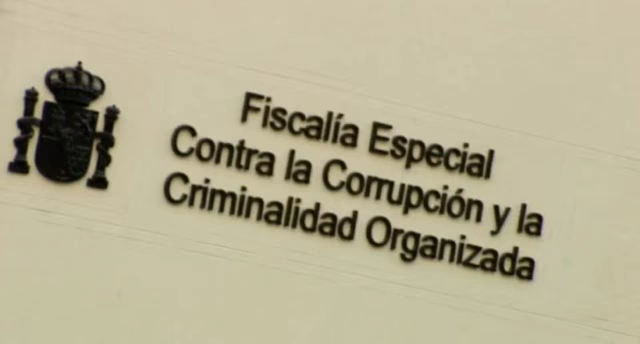 Fiscalía Especial
Contra la Corrupción y la
Criminalidad Organizada